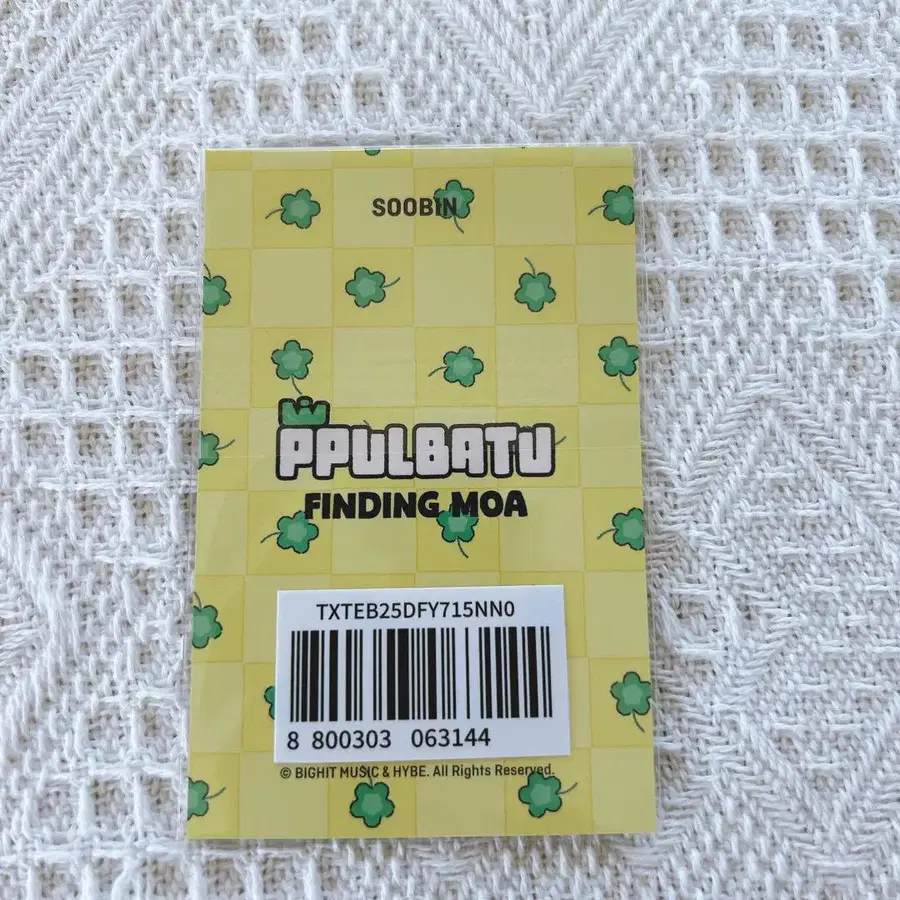 SOOBIN
PPULBATU
FINDING MOA
TXTEB25DFY715NN0
8 800303 063144
© BIGHIT MUSIC & HYBE. All Rights Reserved.